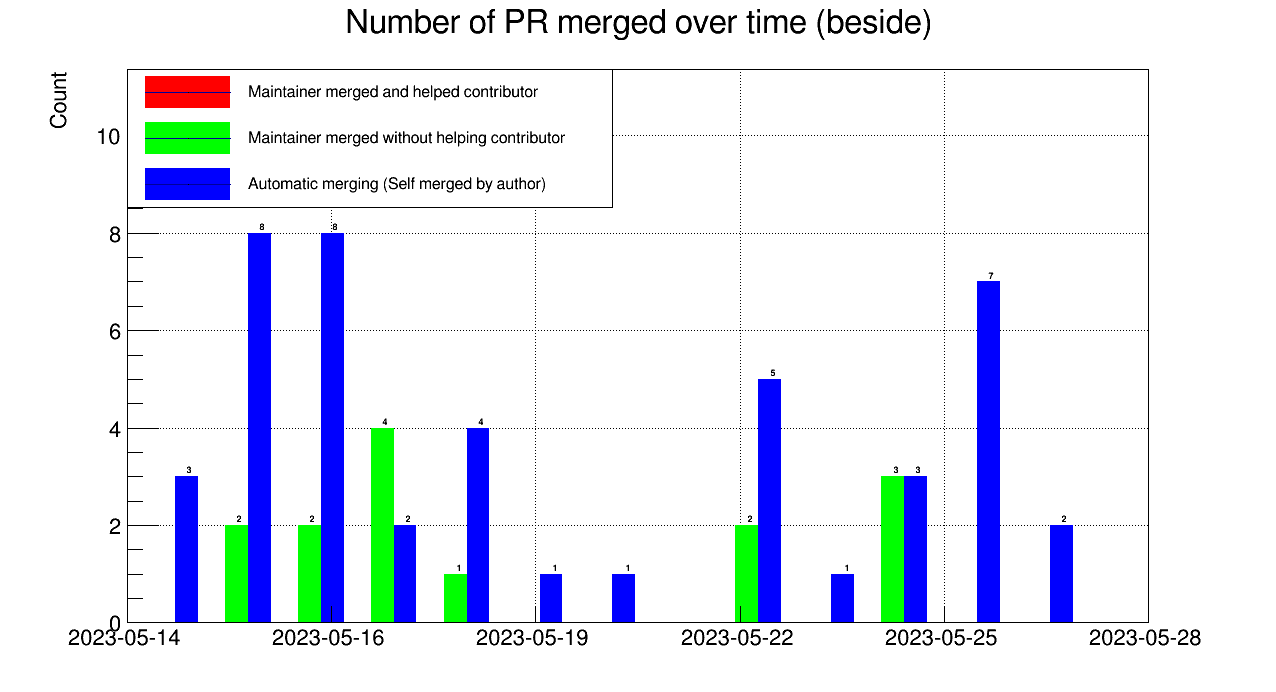 Number of PR merged over time (beside)
Count
Maintainer merged and helped contributor
Maintainer merged without helping contributor
Automatic merging (Self merged by author)
10
8
6
4
2
0
8 8
7
5
4 4
3 3 3
2 2 2 2 2
1 1 1 1
2023-05-14 2023-05-16 2023-05-19 2023-05-22 2023-05-25 2023-05-28